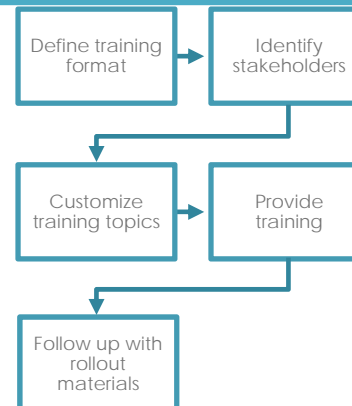 Define training
format
Identify
stakeholders
Customize
training topics
Provide
training
Follow up with
rollout
materials